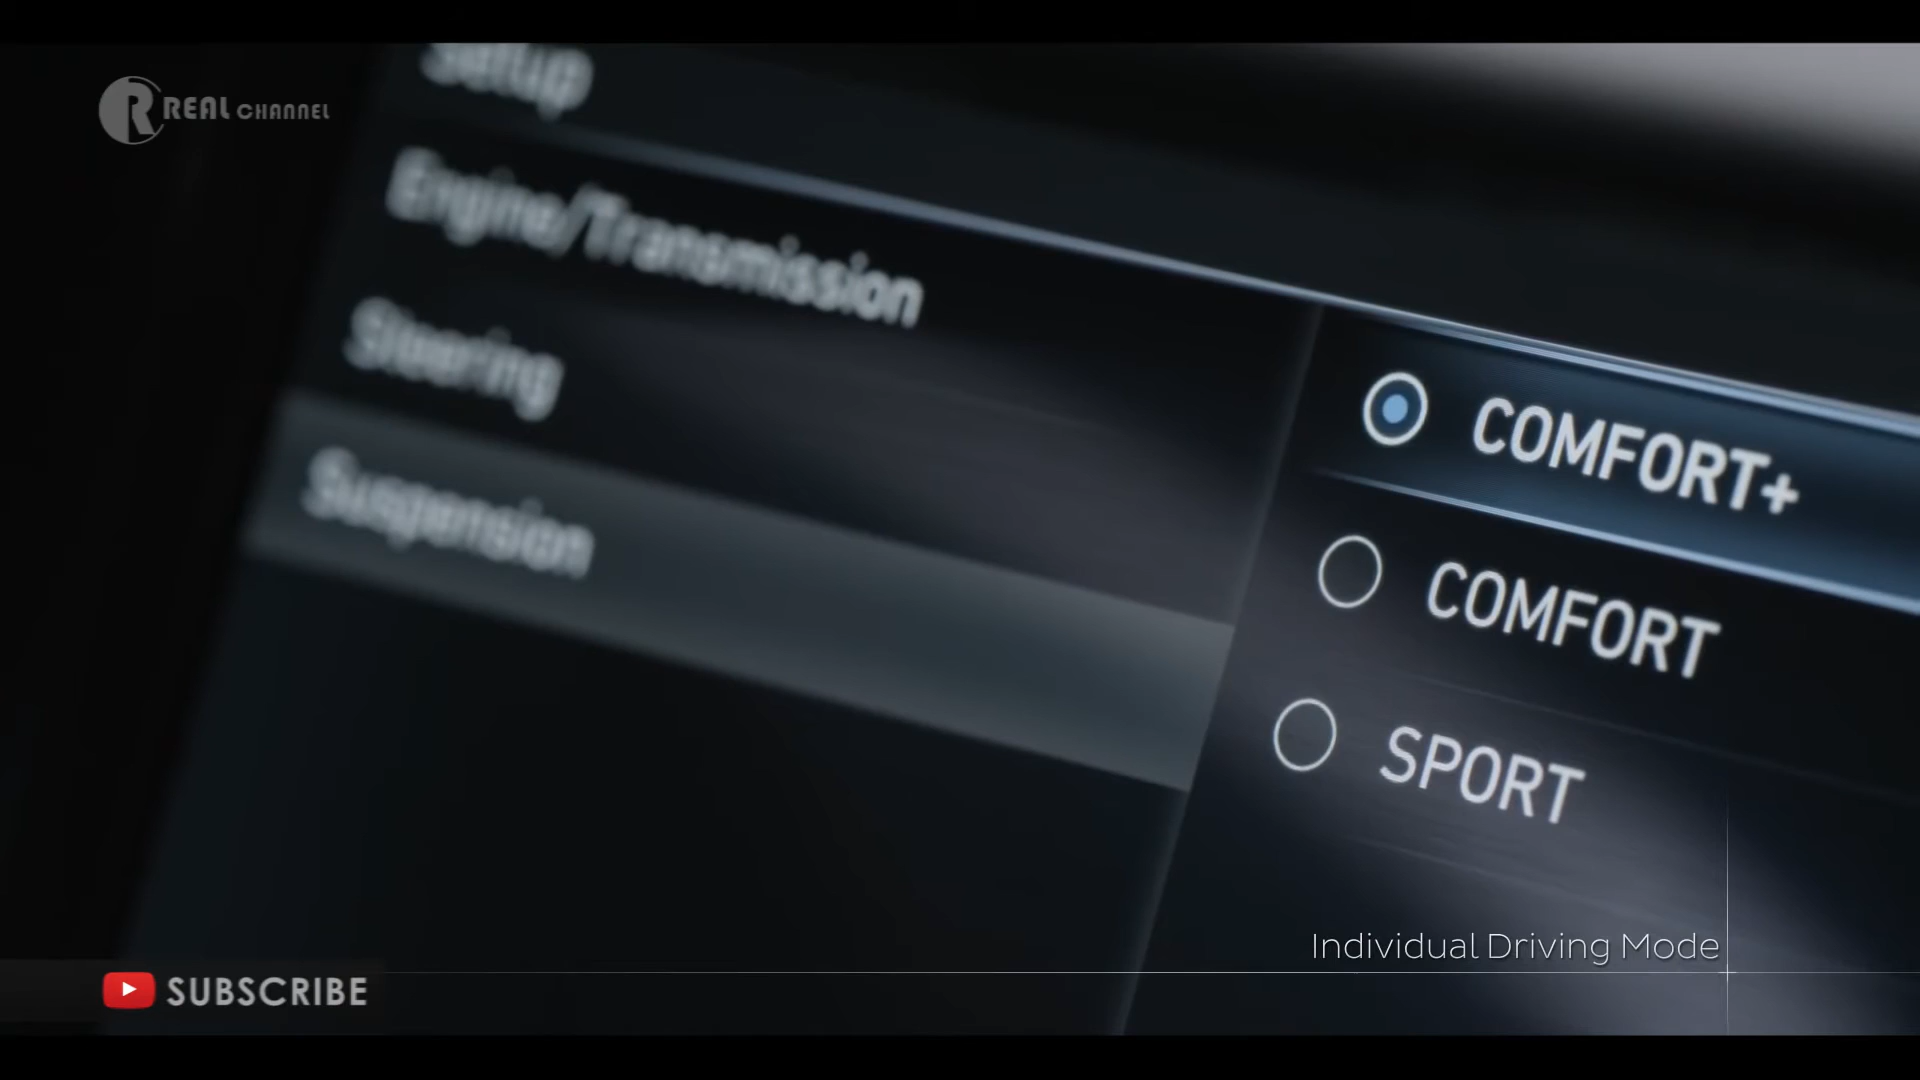 REAL CHANNEL
Setup
Engine/Transmission
Steering
Suspension
COMFORT+
COMFORT
SPORT
Individual Driving Mode
SUBSCRIBE